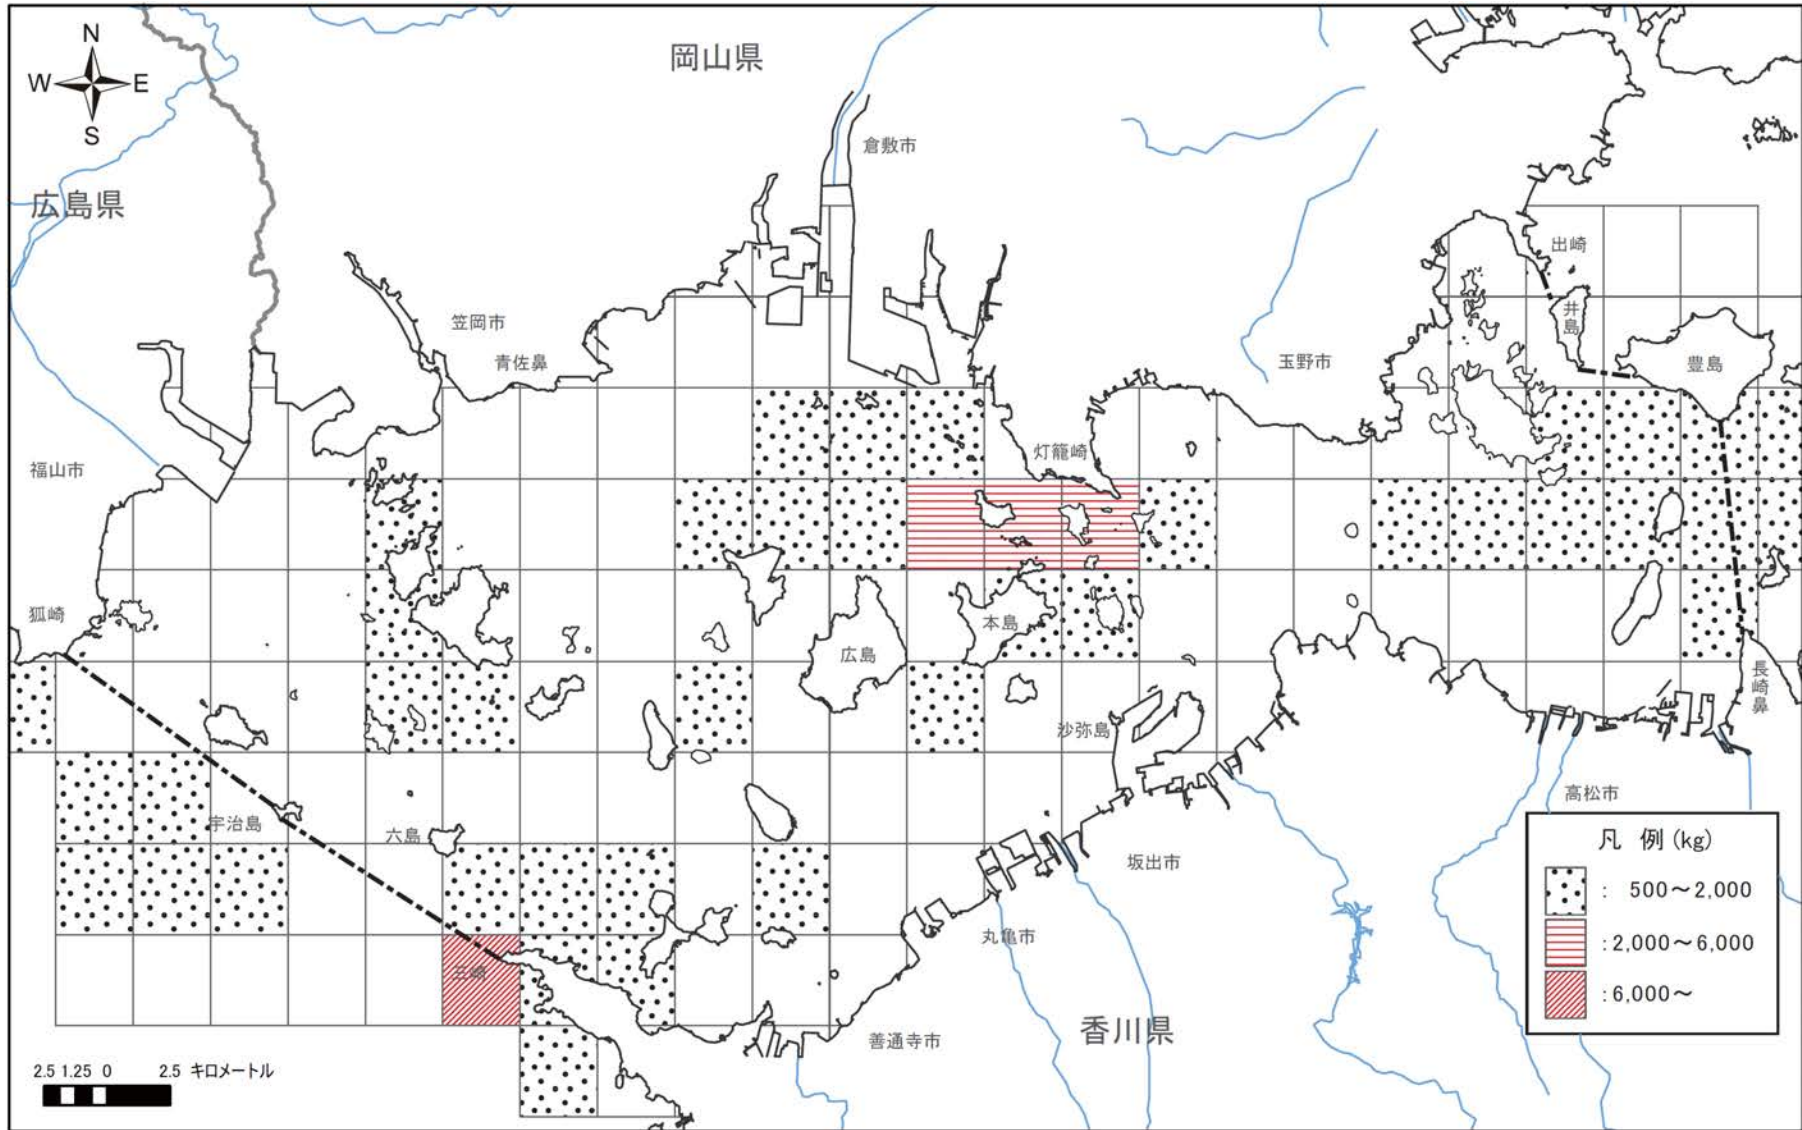 N
W E
S
岡山県
倉敷市
広島県
出崎
笠岡市
井島
青佐鼻
玉野市
豊島
灯籠崎
福山市
狐崎
本島
広島
長崎鼻
沙弥島
高松市
宇治島
六島
坂出市
丸亀市
三崎
善通寺市
香川県
凡 例 (kg)
: 500～2,000
:2,000～6,000
:6,000～
2.5 1.25 0 2.5 キロメートル